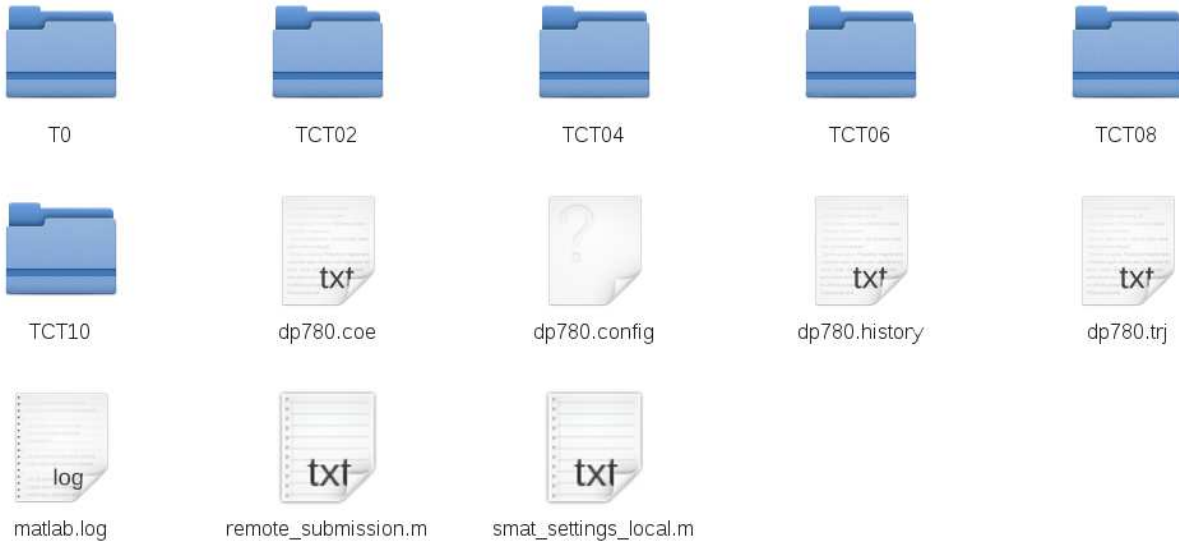 T0 TCT02 TCT04 TCT06 TCT08
txt txt txt
TCT10 dp780.coe dp780.config dp780.history dp780.trj
log txt txt
matlab.log remote_submission.m smat_settings_local.m